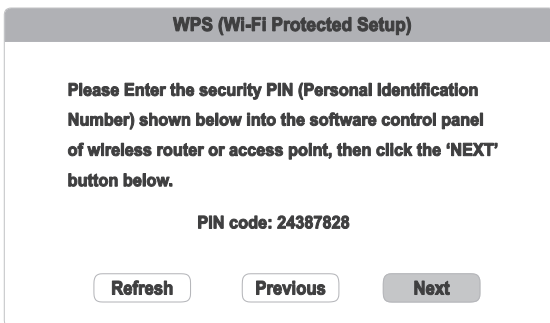 WPS (Wi-Fi Protected Setup)
Please Enter the security PIN (Personal Identification
Number) shown below into the software control panel
of wireless router or access point, then click the ‘NEXT’
button below.
PIN code: 24387828
Refresh Previous Next